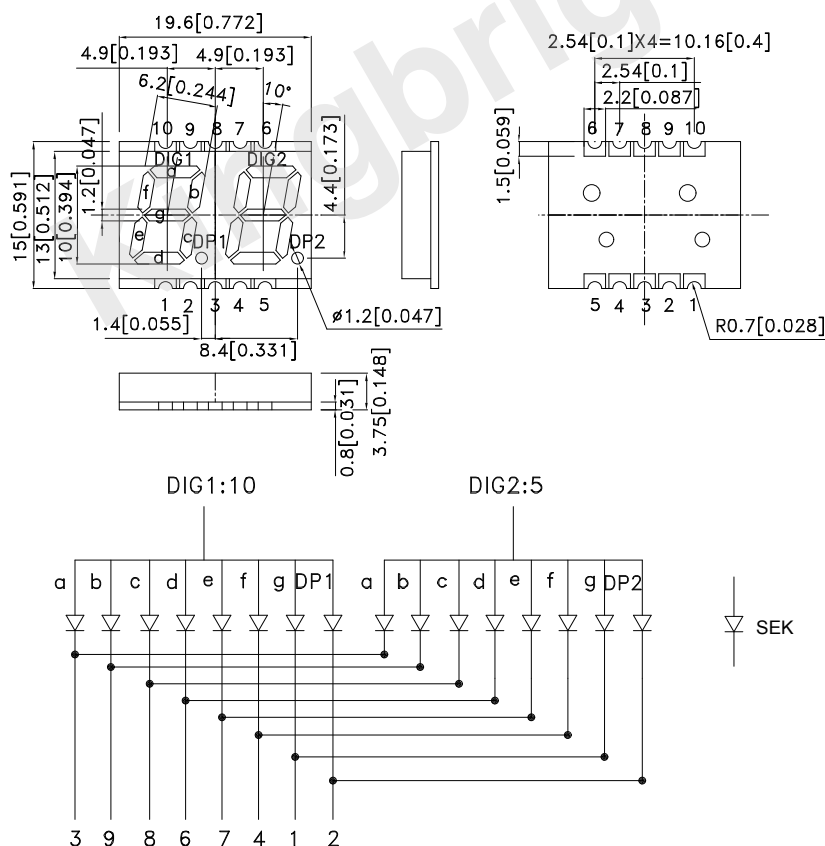 19.6[0.772]
4.9[0.193] 4.9[0.193]
6.2[0.244] 10°
10 9 8 7 6
DIG1 DIG2
a
f b
g
e c
d
DP1 DP2
1 2 3 4 5
15[0.591]
13[0.512]
10[0.394]
1.2[0.047]
4.4[0.173]
1.4[0.055]
8.4[0.331]
ø1.2[0.047]
2.54[0.1]X4=10.16[0.4]
2.54[0.1]
2.2[0.087]
6 7 8 9 10
1.5[0.059]
5 4 3 2 1
R0.7[0.028]
0.8[0.031]
3.75[0.148]
DIG1:10 DIG2:5
a b c d e f g DP1 a b c d e f g DP2
SEK
3 9 8 6 7 4 1 2
Kingbrig